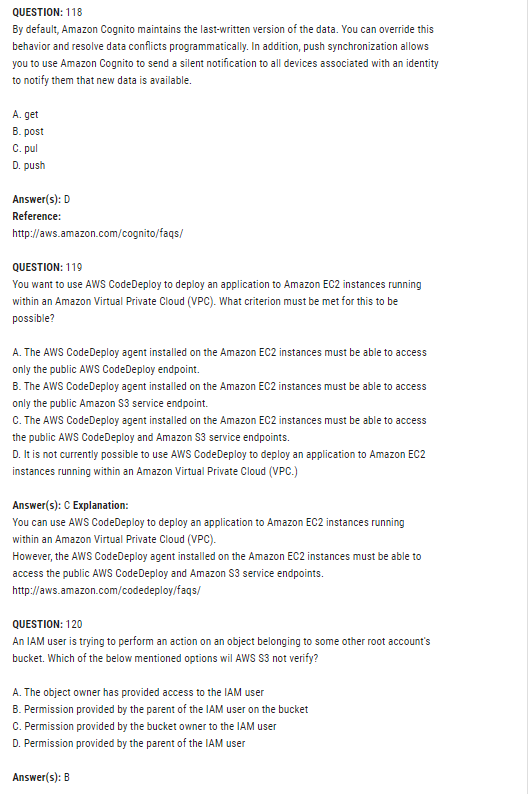 QUESTION: 118
By default, Amazon Cognito maintains the last-written version of the data. You can override this
behavior and resolve data conflicts programmatically. In addition, push synchronization allows
you to use Amazon Cognito to send a silent notification to all devices associated with an identity
to notify them that new data is available.
A. get
B. post
C. pul
D. push
Answer(s): D
Reference:
http://aws.amazon.com/cognito/faqs/
QUESTION: 119
You want to use AWS CodeDeploy to deploy an application to Amazon EC2 instances running
within an Amazon Virtual Private Cloud (VPC). What criterion must be met for this to be
possible?
A. The AWS CodeDeploy agent installed on the Amazon EC2 instances must be able to access
only the public AWS CodeDeploy endpoint.
B. The AWS CodeDeploy agent installed on the Amazon EC2 instances must be able to access
only the public Amazon S3 service endpoint.
C. The AWS CodeDeploy agent installed on the Amazon EC2 instances must be able to access
the public AWS CodeDeploy and Amazon S3 service endpoints.
D. It is not currently possible to use AWS CodeDeploy to deploy an application to Amazon EC2
instances running within an Amazon Virtual Private Cloud (VPC.)
Answer(s): C Explanation:
You can use AWS CodeDeploy to deploy an application to Amazon EC2 instances running
within an Amazon Virtual Private Cloud (VPC).
However, the AWS CodeDeploy agent installed on the Amazon EC2 instances must be able to
access the public AWS CodeDeploy and Amazon S3 service endpoints.
http://aws.amazon.com/codedeploy/faqs/
QUESTION: 120
An IAM user is trying to perform an action on an object belonging to some other root account's
bucket. Which of the below mentioned options wil AWS S3 not verify?
A. The object owner has provided access to the IAM user
B. Permission provided by the parent of the IAM user on the bucket
C. Permission provided by the bucket owner to the IAM user
D. Permission provided by the parent of the IAM user
Answer(s): B